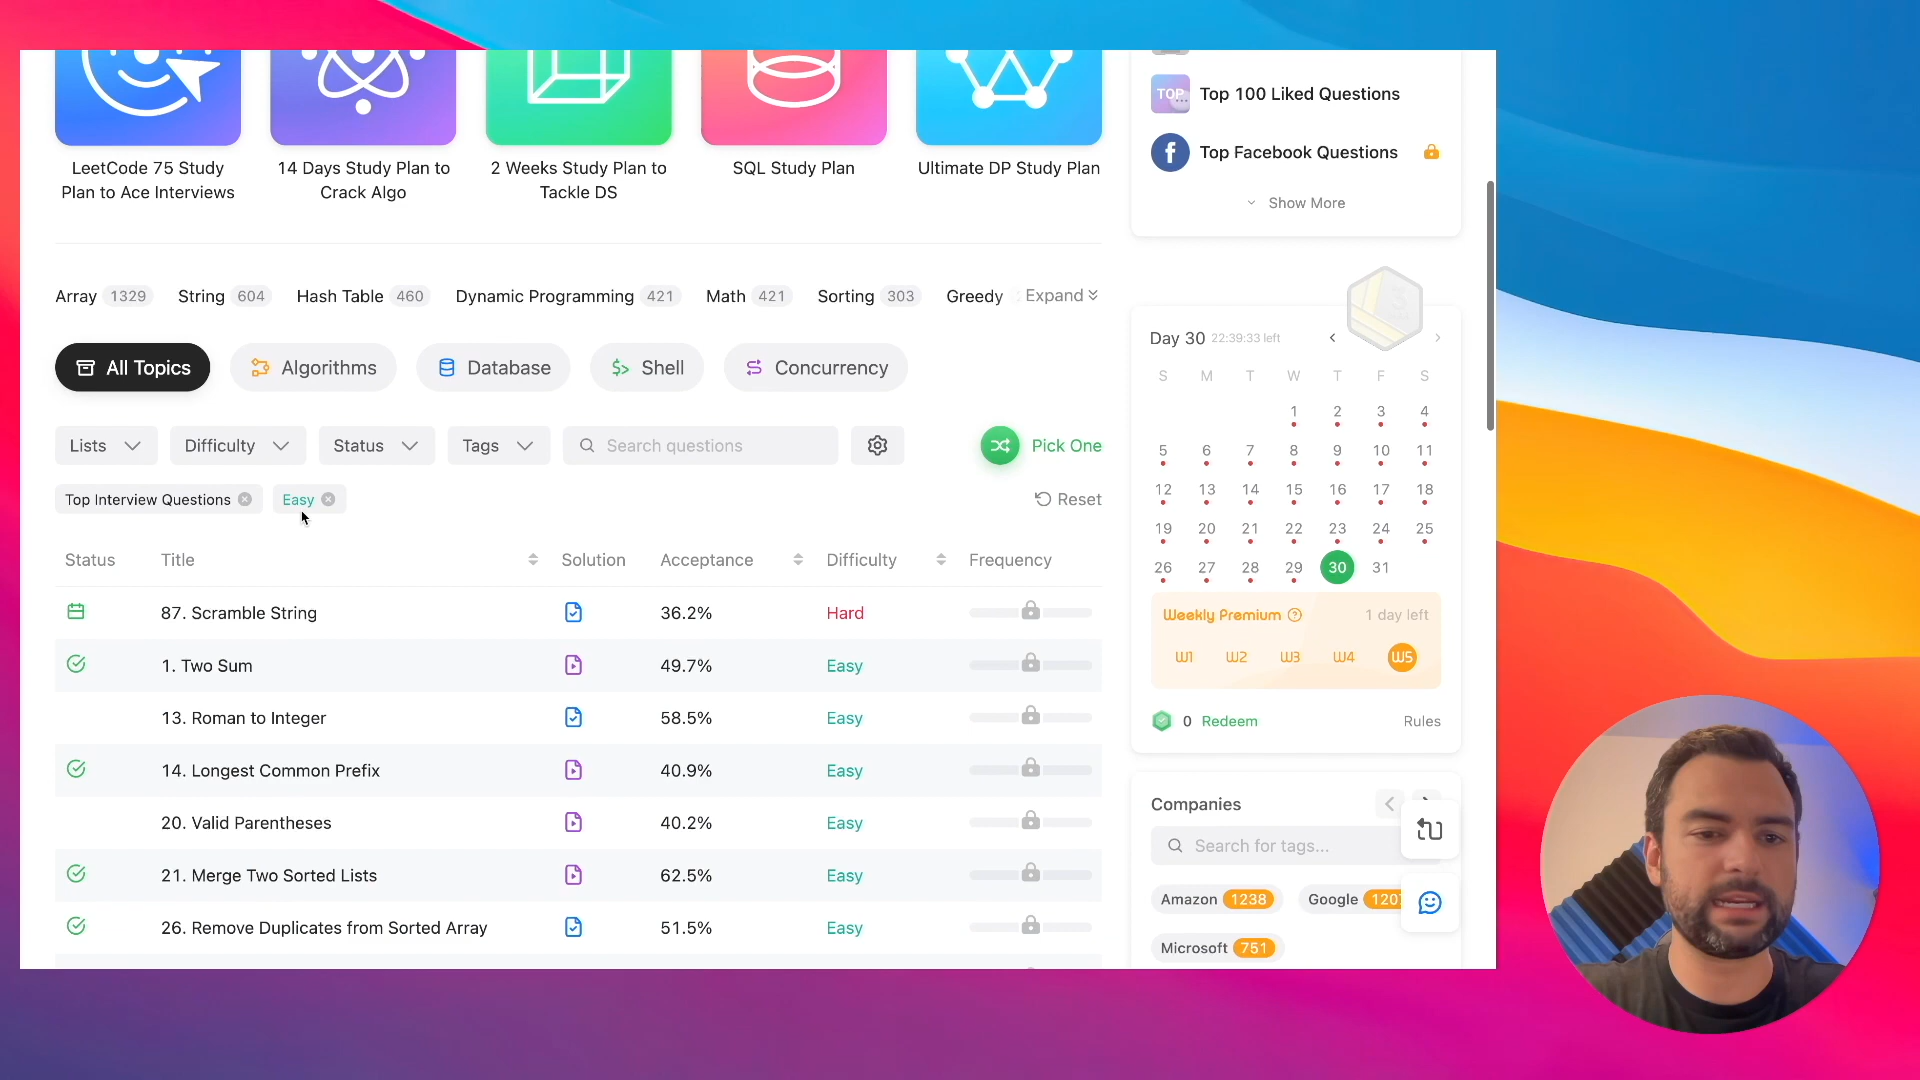 LeetCode 75 Study
Plan to Ace Interviews
14 Days Study Plan to
Crack Algo
2 Weeks Study Plan to
Tackle DS
SQL Study Plan
Ultimate DP Study Plan
Array 1329 String 604 Hash Table 460 Dynamic Programming 421 Math 421 Sorting 303 Greedy Expand
All Topics Algorithms Database Shell Concurrency
Lists Difficulty Status Tags Search questions Pick One
Top Interview Questions Easy Reset
Status Title Solution Acceptance Difficulty Frequency
87. Scramble String 36.2% Hard
1. Two Sum 49.7% Easy
13. Roman to Integer 58.5% Easy
14. Longest Common Prefix 40.9% Easy
20. Valid Parentheses 40.2% Easy
21. Merge Two Sorted Lists 62.5% Easy
26. Remove Duplicates from Sorted Array 51.5% Easy
TOP... Top 100 Liked Questions
f Top Facebook Questions
Show More
Day 30 22:39:33 left
S M T W T F S
1 2 3 4
5 6 7 8 9 10 11
12 13 14 15 16 17 18
19 20 21 22 23 24 25
26 27 28 29 30 31
Weekly Premium ? 1 day left
W1 W2 W3 W4 W5
0 Redeem Rules
Companies
Search for tags...
Amazon 1238 Google
Microsoft 751